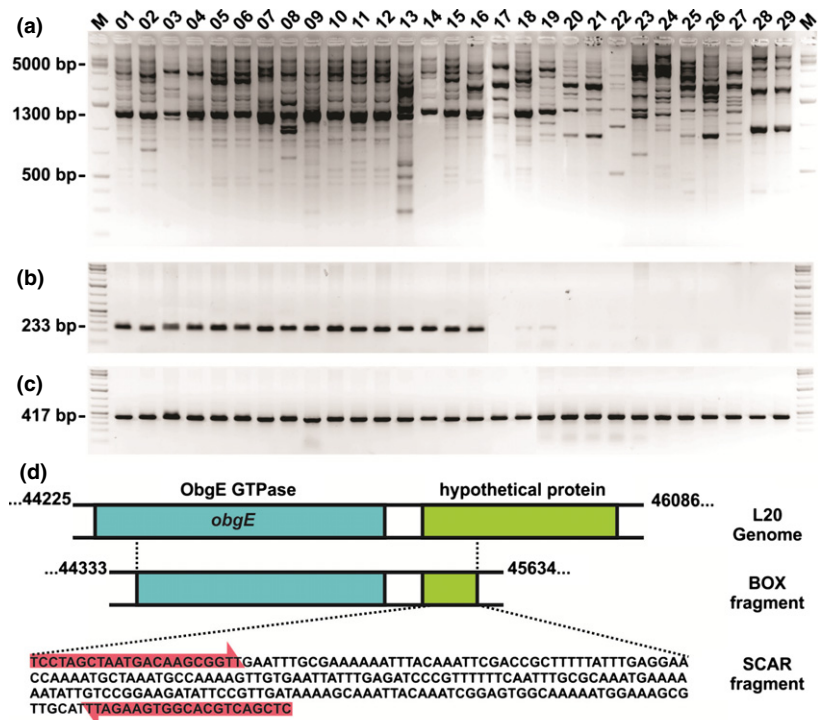 (a)
M 01 02 03 04 05 06 07 08 09 10 11 12 13 14 15 16 17 18 19 20 21 22 23 24 25 26 27 28 29 M
5000 bp-
1300 bp-
500 bp-
(b)
233 bp-
(c)
417 bp-
(d)
ObgE GTPase
hypothetical protein
...44225
46086...
obgE
L20
Genome
...44333
45634...
BOX
fragment
TCCTAGCTAATGACAAGCGGTTGAATTTGCGAAAAAATTTACAAATTCGACCGCTTTTTATTTGAGGAA
CCAAAATGCTAAATGCCAAAAGTTGTGAATTATTTGAGATCCCGTTTTTTCAATTTGCGCAAATGAAAA
AATATTGTCCGGAAGATATTCCGTTGATAAAAGCAAATTACAAATCGGAGTGGCAAAAATGGAAAGCG
TTGCATTTAGAAGTGGCACGTCAGCTC
SCAR
fragment